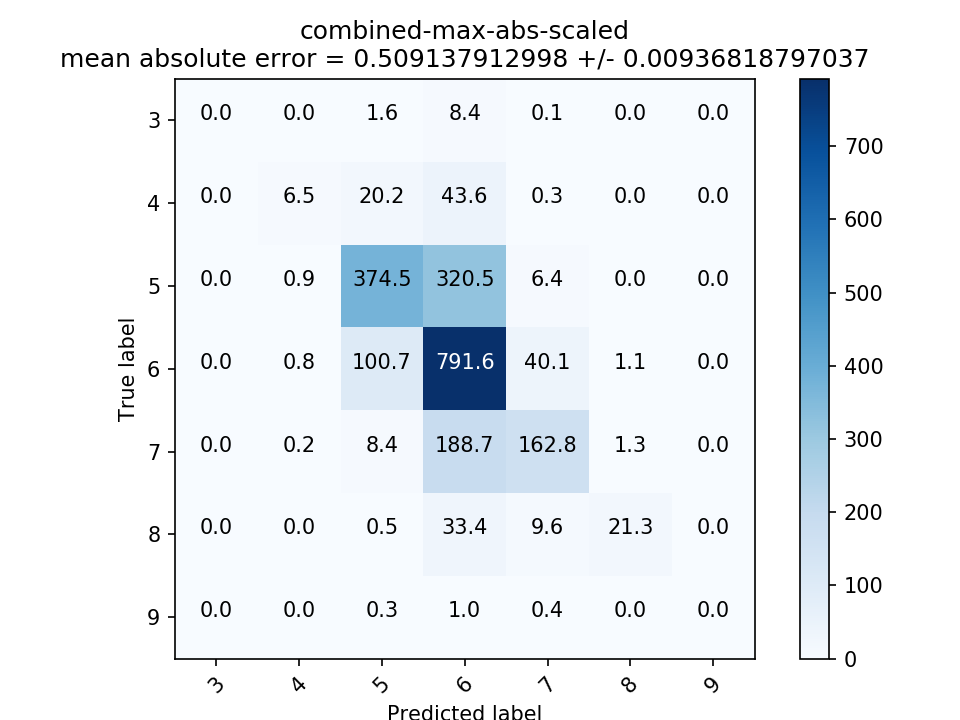 combined-max-abs-scaled
mean absolute error = 0.509137912998 +/- 0.00936818797037
3 0.0 0.0 1.6 8.4 0.1 0.0 0.0
4 0.0 6.5 20.2 43.6 0.3 0.0 0.0
5 0.0 0.9 374.5 320.5 6.4 0.0 0.0
6 0.0 0.8 100.7 791.6 40.1 1.1 0.0
7 0.0 0.2 8.4 188.7 162.8 1.3 0.0
8 0.0 0.0 0.5 33.4 9.6 21.3 0.0
9 0.0 0.0 0.3 1.0 0.4 0.0 0.0
3 4 5 6 7 8 9
True label
Predicted label
700
600
500
400
300
200
100
0